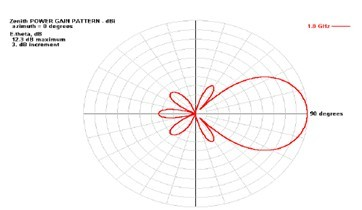 Zenith POWER GAIN PATTERN - dBi
azimuth = 0 degrees
E-theta, dB
12.3 dB maximum
3. dB increment
1.0 GHz
90 degrees